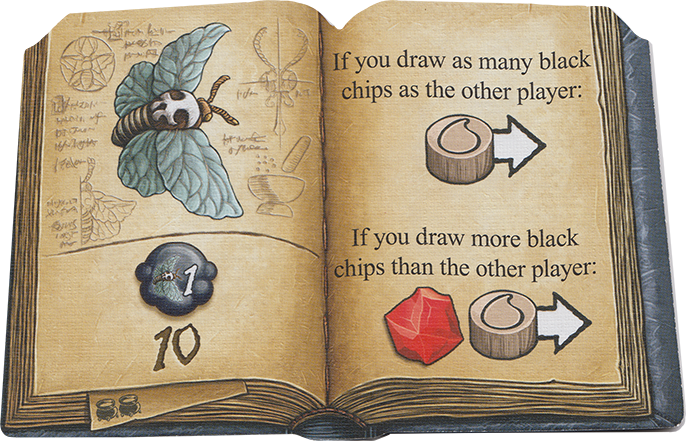 1
10
If you draw as many black
chips as the other player:
If you draw more black
chips than the other player: